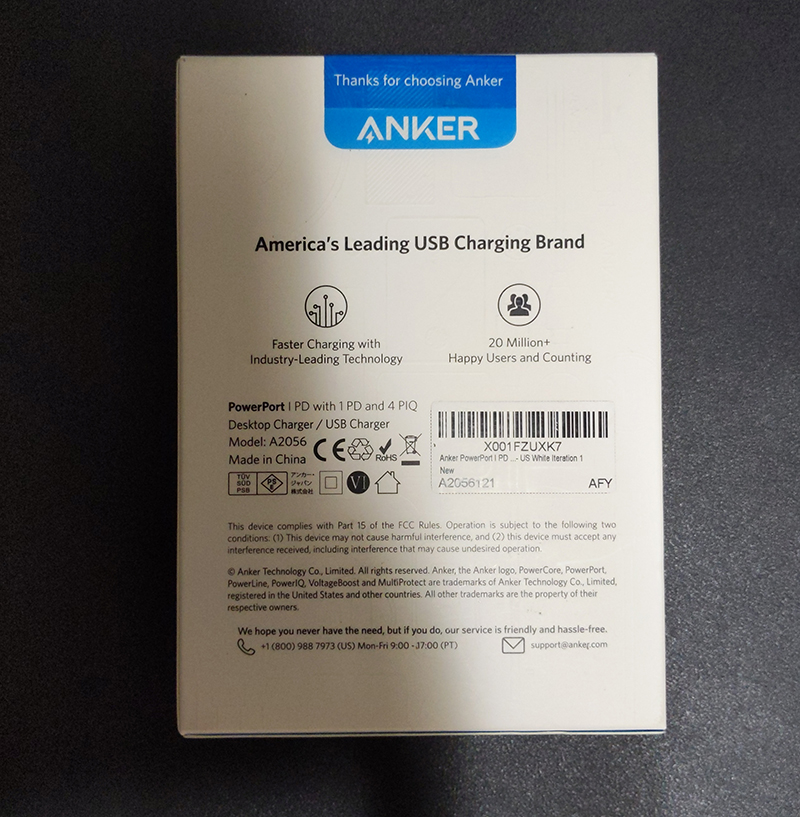 Thanks for choosing Anker
ANKER
America's Leading USB Charging Brand
Faster Charging with
Industry-Leading Technology
20 Million+
Happy Users and Counting
PowerPort I PD with 1 PD and 4 PIQ
Desktop Charger / USB Charger
Model: A2056
Made in China
CE
RoHS
TÜV
SÜD
PSB
PS
E
アンカー・
ジャパン
株式会社
VI
X001FZUXK7
Anker PowerPort I PD ...- US White Iteration 1
New
A2056121
AFY
This device complies with Part 15 of the FCC Rules. Operation is subject to the following two
conditions: (1) This device may not cause harmful interference, and (2) this device must accept any
interference received, including interference that may cause undesired operation.
© Anker Technology Co., Limited. All rights reserved. Anker, the Anker logo, PowerCore, PowerPort,
PowerLine, PowerIQ, VoltageBoost and MultiProtect are trademarks of Anker Technology Co., Limited,
registered in the United States and other countries. All other trademarks are the property of their
respective owners.
We hope you never have the need, but if you do, our service is friendly and hassle-free.
+1 (800) 988 7973 (US) Mon-Fri 9:00 -17:00 (PT)
support@anker.com